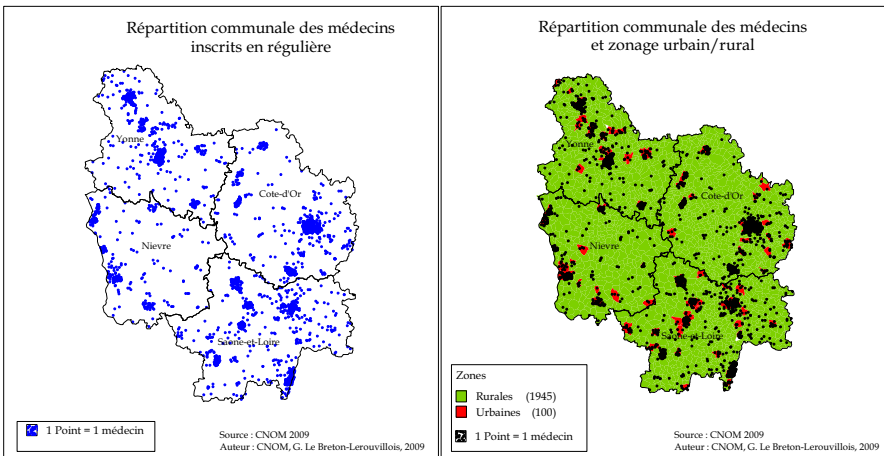 Répartition communale des médecins
inscrits en régulière
Yonne
Cote-d'Or
Nievre
Saone-et-Loire
1 Point = 1 médecin
Source : CNOM 2009
Auteur : CNOM, G. Le Breton-Lerouvillois, 2009
Répartition communale des médecins
et zonage urbain/rural
Yonne
Cote-d'Or
Nievre
Saone-et-Loire
Zones
Rurales (1945)
Urbaines (100)
1 Point = 1 médecin
Source : CNOM 2009
Auteur : CNOM, G. Le Breton-Lerouvillois, 2009